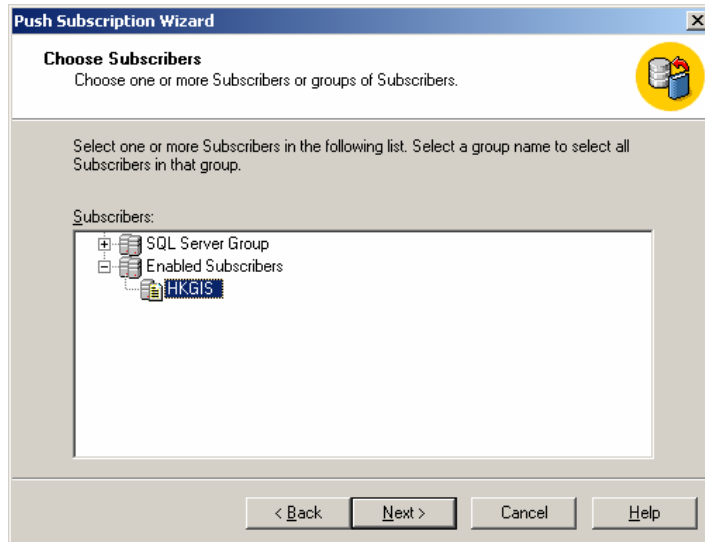 Push Subscription Wizard
Choose Subscribers
Choose one or more Subscribers or groups of Subscribers.
Select one or more Subscribers in the following list. Select a group name to select all
Subscribers in that group.
Subscribers:
SQL Server Group
Enabled Subscribers
HKGIS
< Back Next > Cancel Help